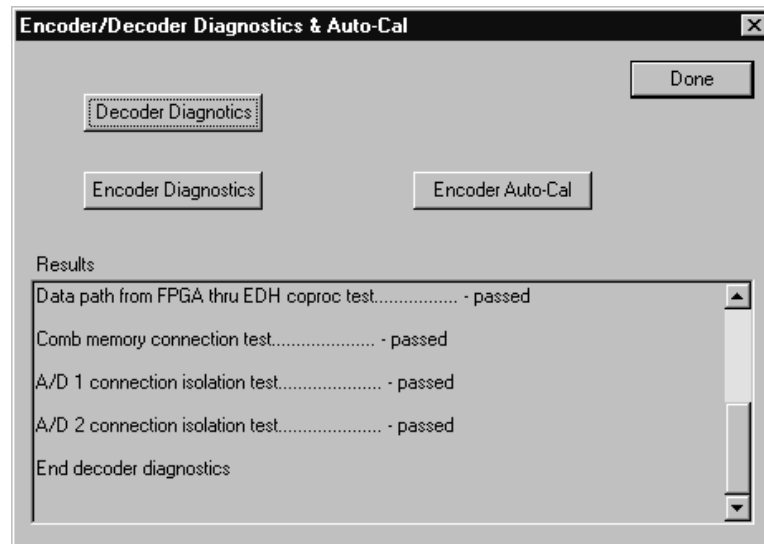 Encoder/Decoder Diagnostics & Auto-Cal
Done
Decoder Diagnotics
Encoder Diagnostics
Encoder Auto-Cal
Results
Data path from FPGA thru EDH coproc test................. - passed
Comb memory connection test..................... - passed
A/D 1 connection isolation test..................... - passed
A/D 2 connection isolation test..................... - passed
End decoder diagnostics